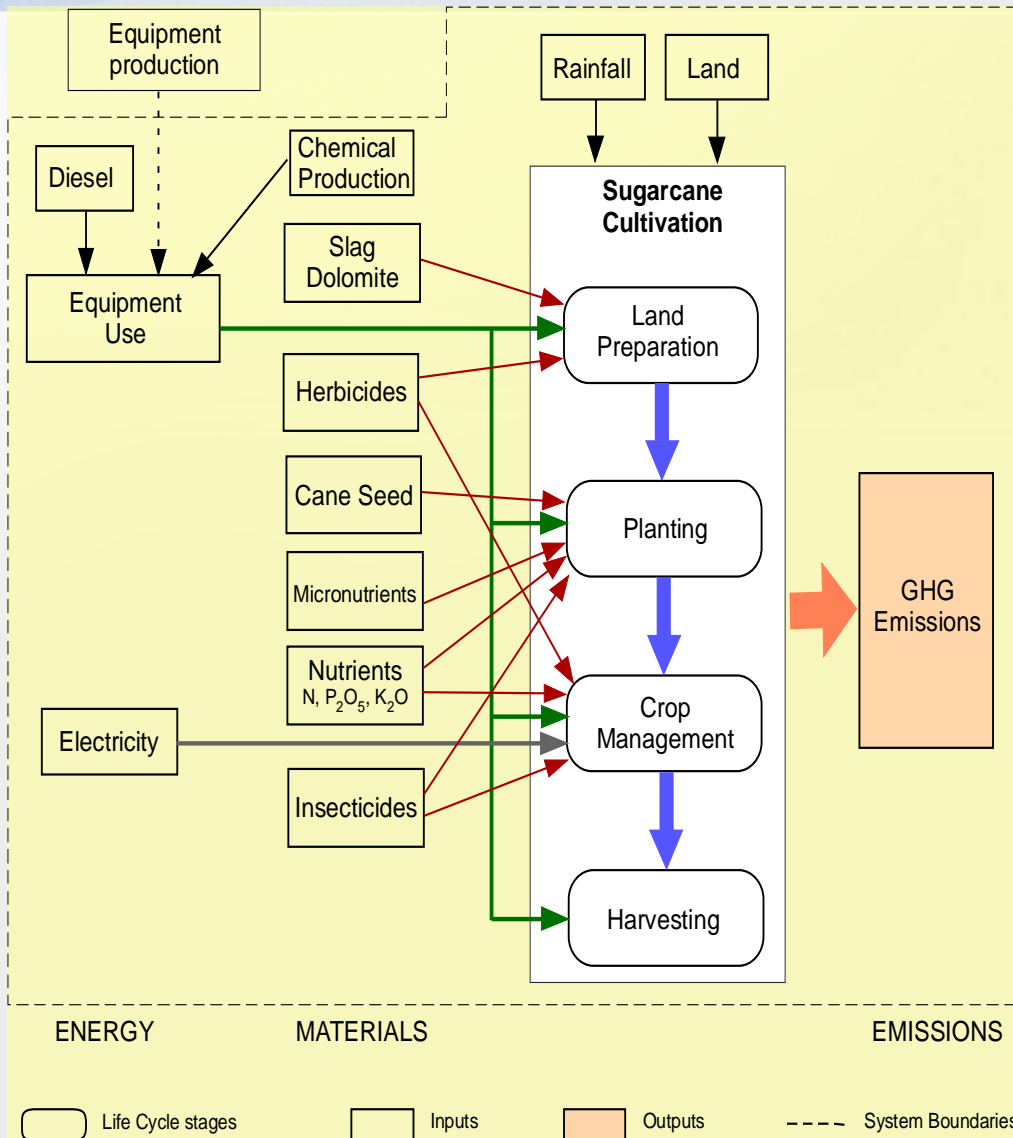 Equipment
production
Rainfall
Land
Diesel
Chemical
Production
Sugarcane
Cultivation
Slag
Dolomite
Equipment
Use
Land
Preparation
Herbicides
Cane Seed
Planting
Micronutrients
GHG
Emissions
Nutrients
N, P₂O₅, K₂O
Crop
Management
Electricity
Insecticides
Harvesting
ENERGY
MATERIALS
EMISSIONS
Life Cycle stages
Inputs
Outputs
System Boundaries